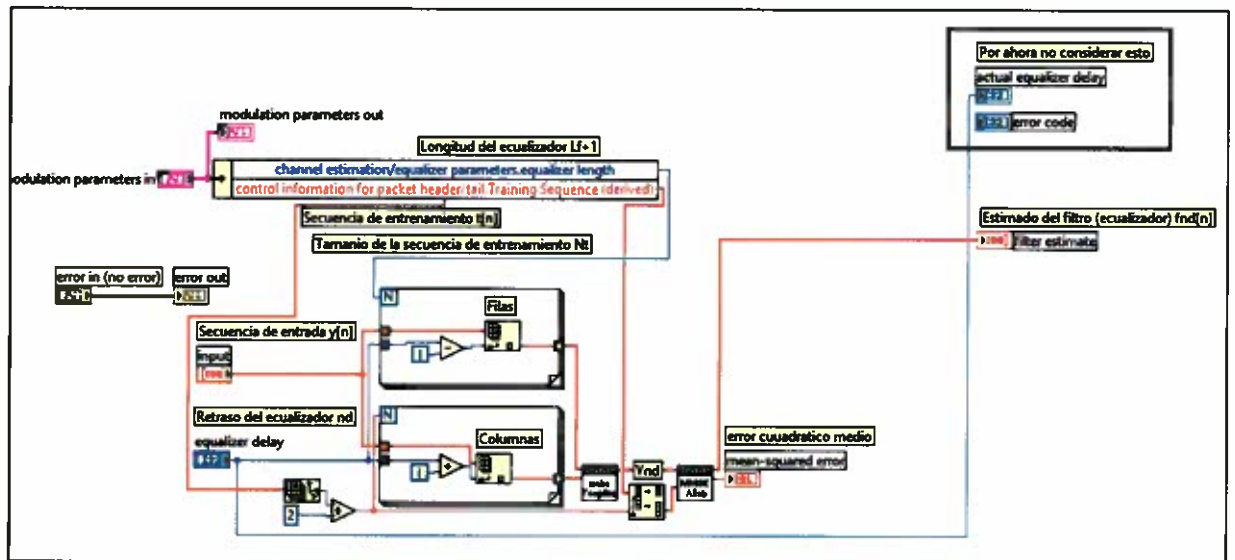 Por ahora no considerar esto
actual equalizer delay
error code
modulation parameters out
Longitud del ecualizador Lf+1
odulation parameters in
channel estimation/equalizer parameters.equalizer length
control information for packet header/tail Training Sequence (derived)
Secuencia de entrenamiento t[n]
Tamanio de la secuencia de entrenamiento Nt
Estimado del filtro (ecualizador) fnd[n]
filter estimate
error in (no error)
error out
N
Filas
Secuencia de entrada y[n]
i
-
input
Retraso del ecualizador nd
N
Columnas
equalizer delay
i
+
error cuuadratico medio
mean-squared error
Ynd
2